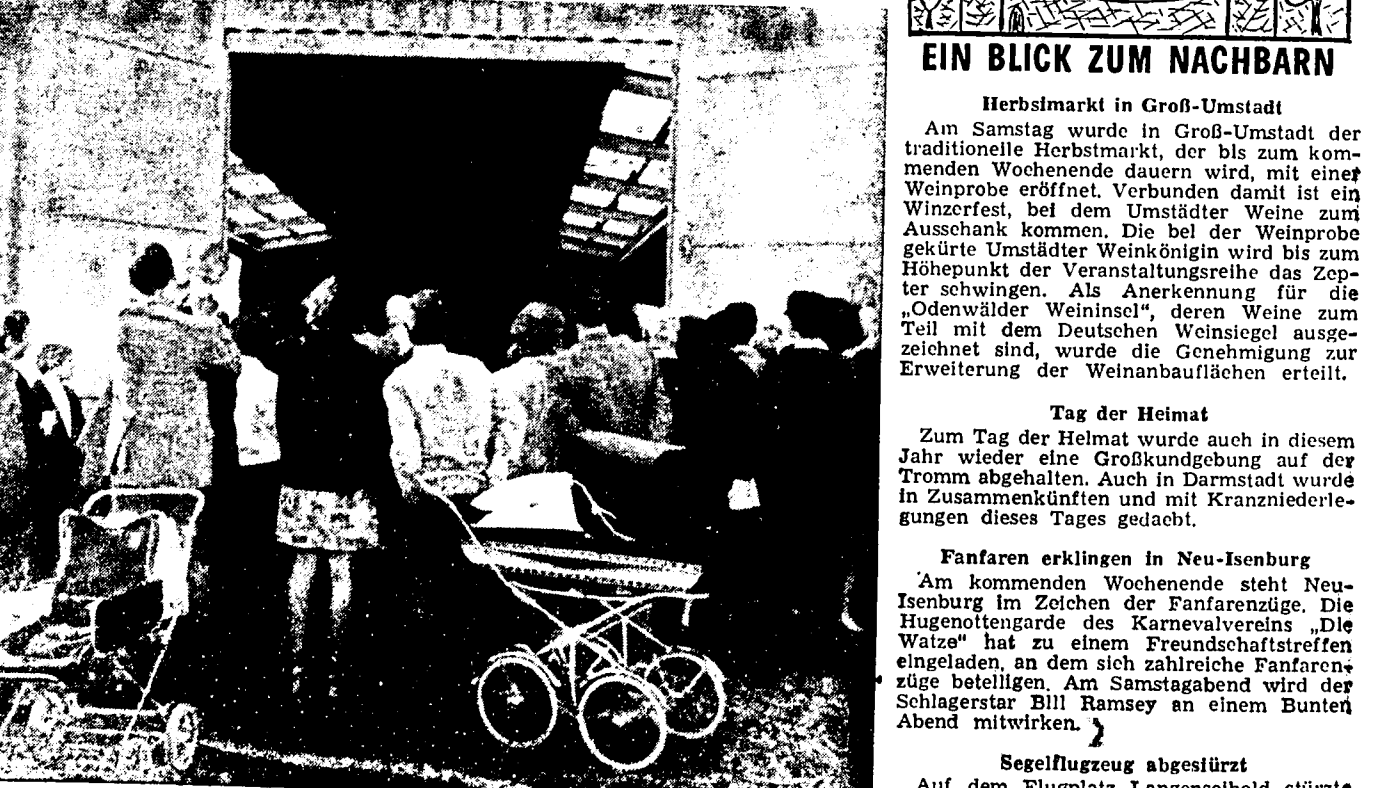 EIN BLICK ZUM NACHBARN
Herbstmarkt in Groß-Umstadt
Am Samstag wurde in Groß-Umstadt der
traditionelle Herbstmarkt, der bis zum kom-
menden Wochenende dauern wird, mit einer
Weinprobe eröffnet. Verbunden damit ist ein
Winzerfest, bei dem Umstädter Weine zum
Ausschank kommen. Die bei der Weinprobe
gekürte Umstädter Weinkönigin wird bis zum
Höhepunkt der Veranstaltungsreihe das Zep-
ter schwingen. Als Anerkennung für die
„Odenwälder Weininsel“, deren Weine zum
Teil mit dem Deutschen Weinsiegel ausge-
zeichnet sind, wurde die Genehmigung zur
Erweiterung der Weinanbauflächen erteilt.
Tag der Heimat
Zum Tag der Heimat wurde auch in diesem
Jahr wieder eine Großkundgebung auf der
Tromm abgehalten. Auch in Darmstadt wurde
in Zusammenkünften und mit Kranzniederle-
gungen dieses Tages gedacht.
Fanfaren erklingen in Neu-Isenburg
Am kommenden Wochenende steht Neu-
Isenburg im Zeichen der Fanfarenzüge. Die
Hugenottengarde des Karnevalvereins „Die
Watze“ hat zu einem Freundschaftstreffen
eingeladen, an dem sich zahlreiche Fanfaren-
züge beteiligen. Am Samstagabend wird der
Schlagerstar Bill Ramsey an einem Bunten
Abend mitwirken.
Segelflugzeug abgestürzt
Auf dem Flugplatz Langenselbold stürzte